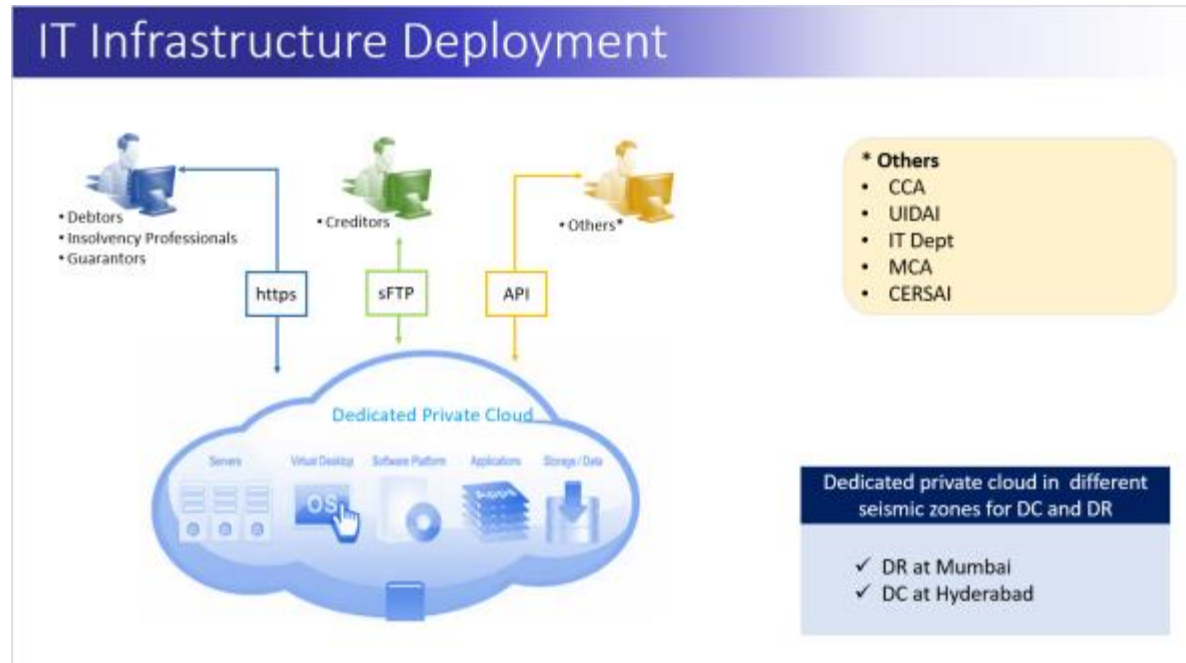 IT Infrastructure Deployment
• Debtors
• Insolvency Professionals
• Guarantors
• Creditors
• Others*
https
sFTP
API
Dedicated Private Cloud
Servers
Virtual Desktop
Software Platform
Applications
Storage / Data
OS
Apps
* Others
• CCA
• UIDAI
• IT Dept
• MCA
• CERSAI
Dedicated private cloud in different
seismic zones for DC and DR
✓ DR at Mumbai
✓ DC at Hyderabad